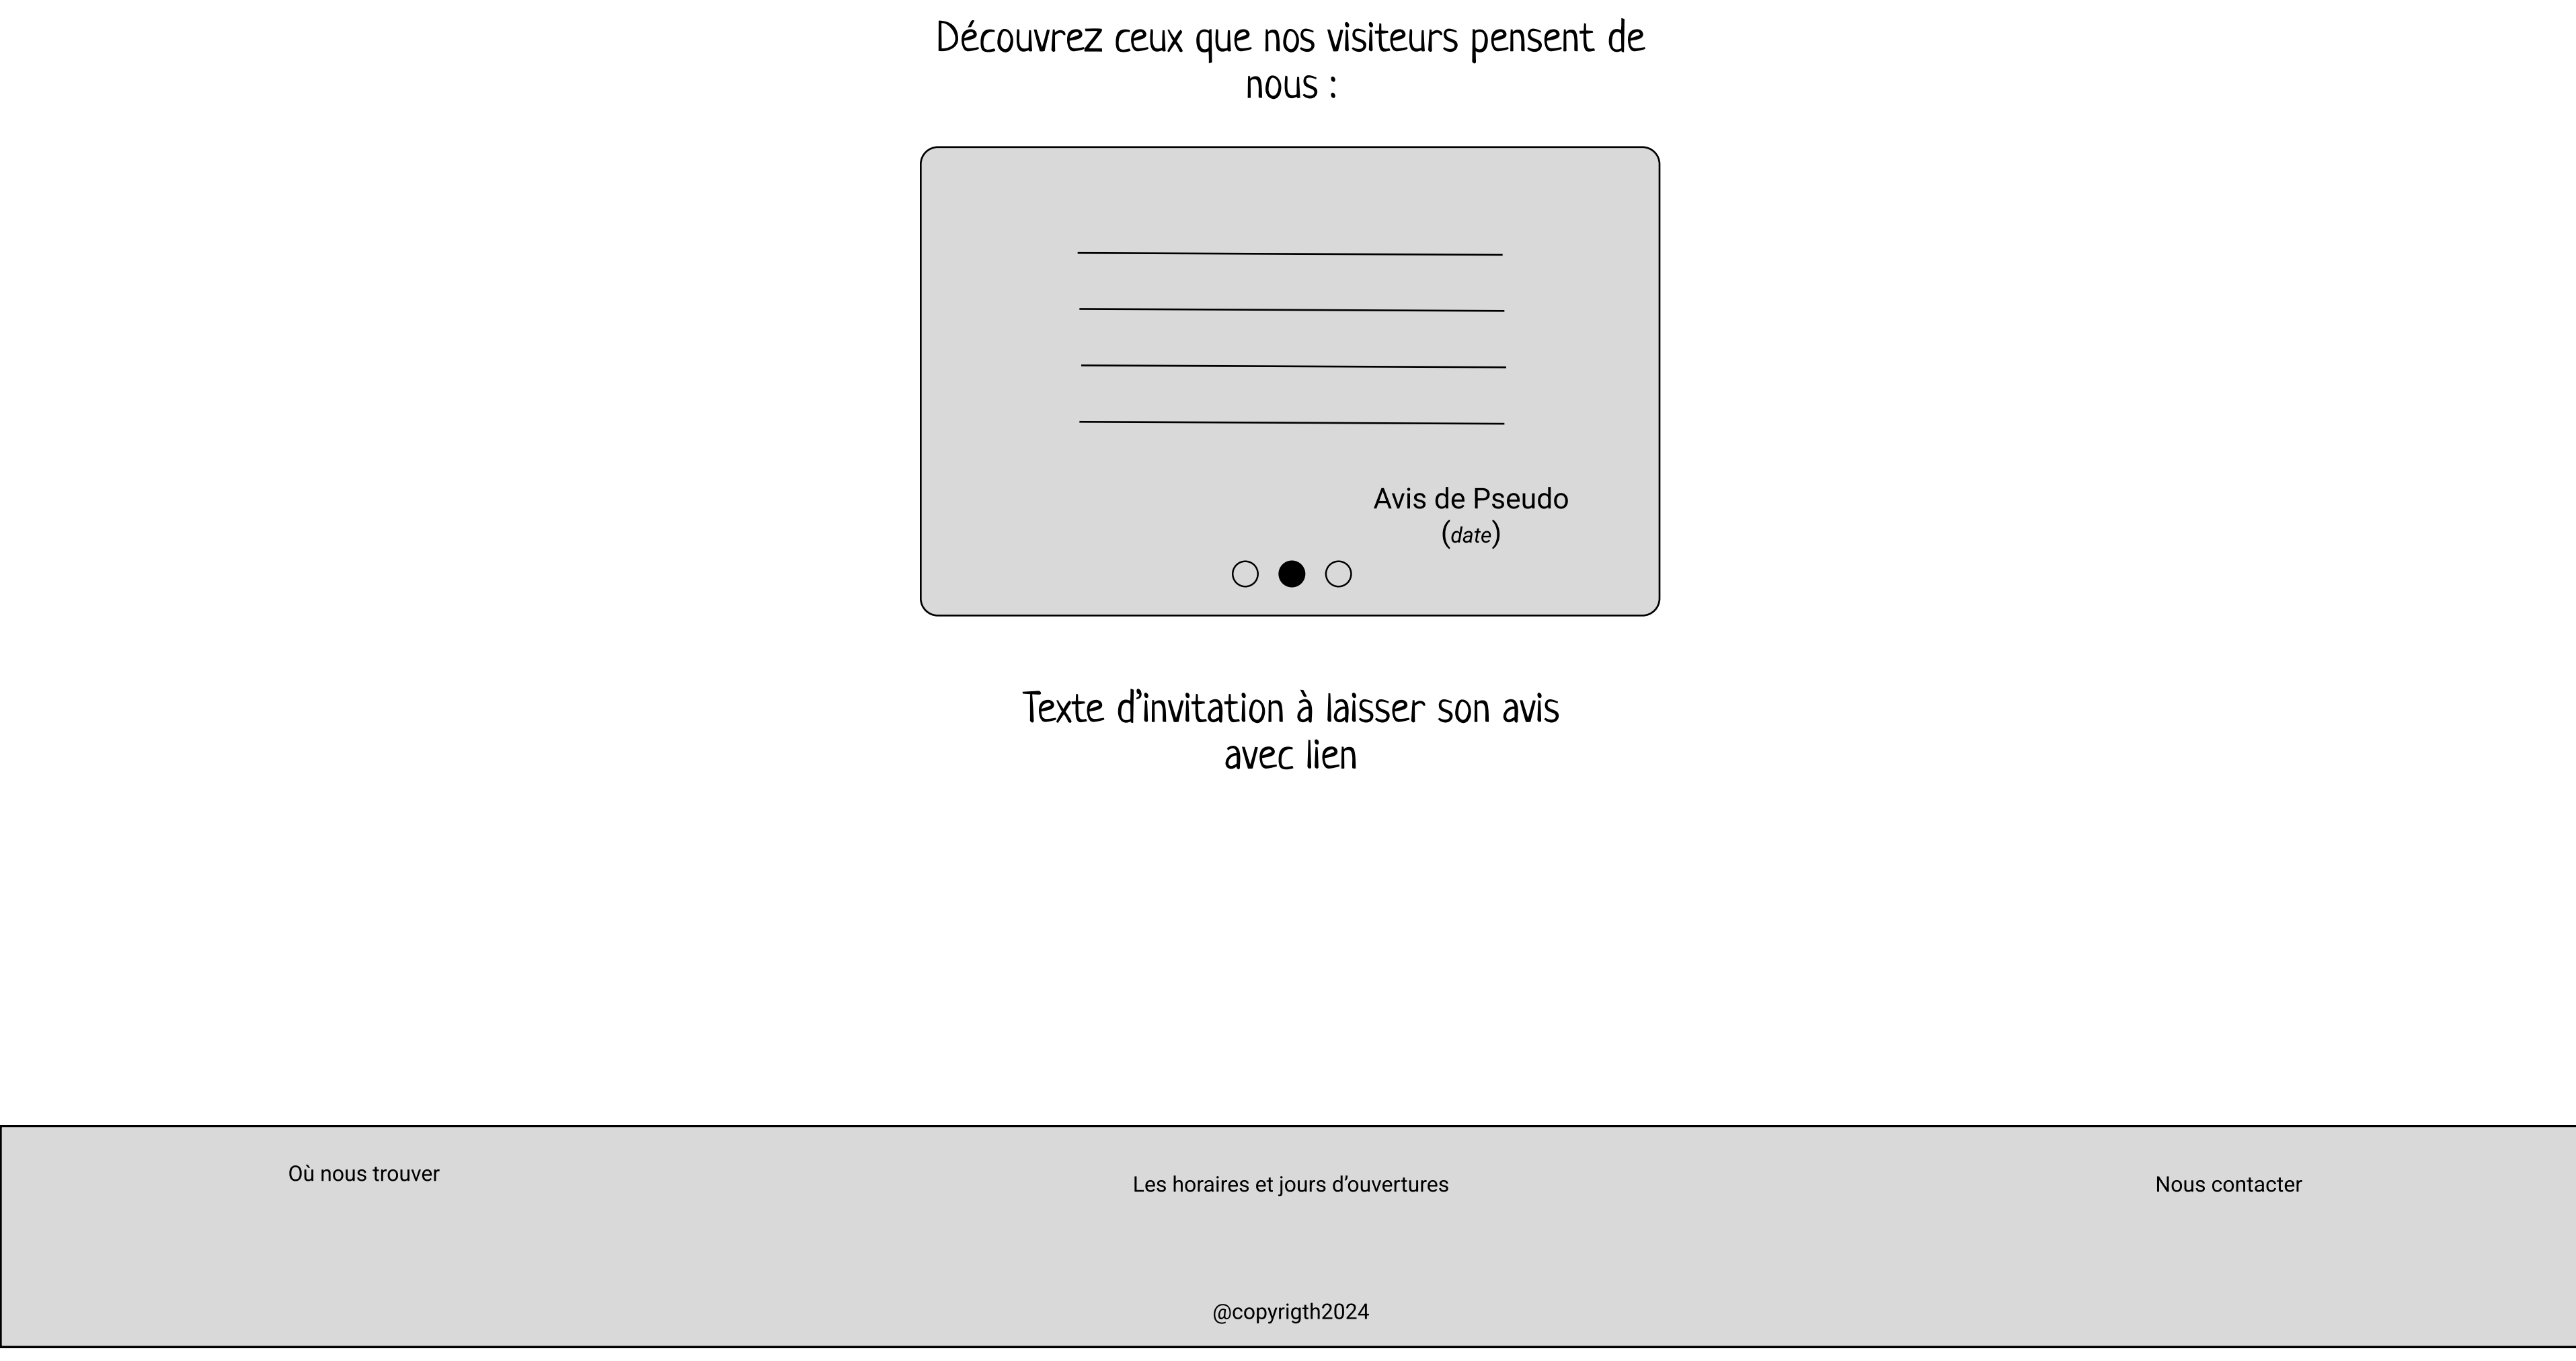 Découvrez ceux que nos visiteurs pensent de
nous :
Avis de Pseudo
(date)
Texte d’invitation à laisser son avis
avec lien
Où nous trouver
Les horaires et jours d’ouvertures
Nous contacter
@copyrigth2024